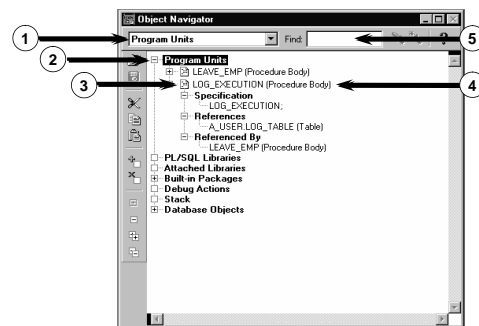 Object Navigator
1
Program Units
Find:
5
?
2
Program Units
LEAVE_EMP (Procedure Body)
3
LOG_EXECUTION (Procedure Body)
4
Specification
LOG_EXECUTION;
References
A_USER.LOG_TABLE (Table)
Referenced By
LEAVE_EMP (Procedure Body)
PL/SQL Libraries
Attached Libraries
Built-in Packages
Debug Actions
Stack
Database Objects